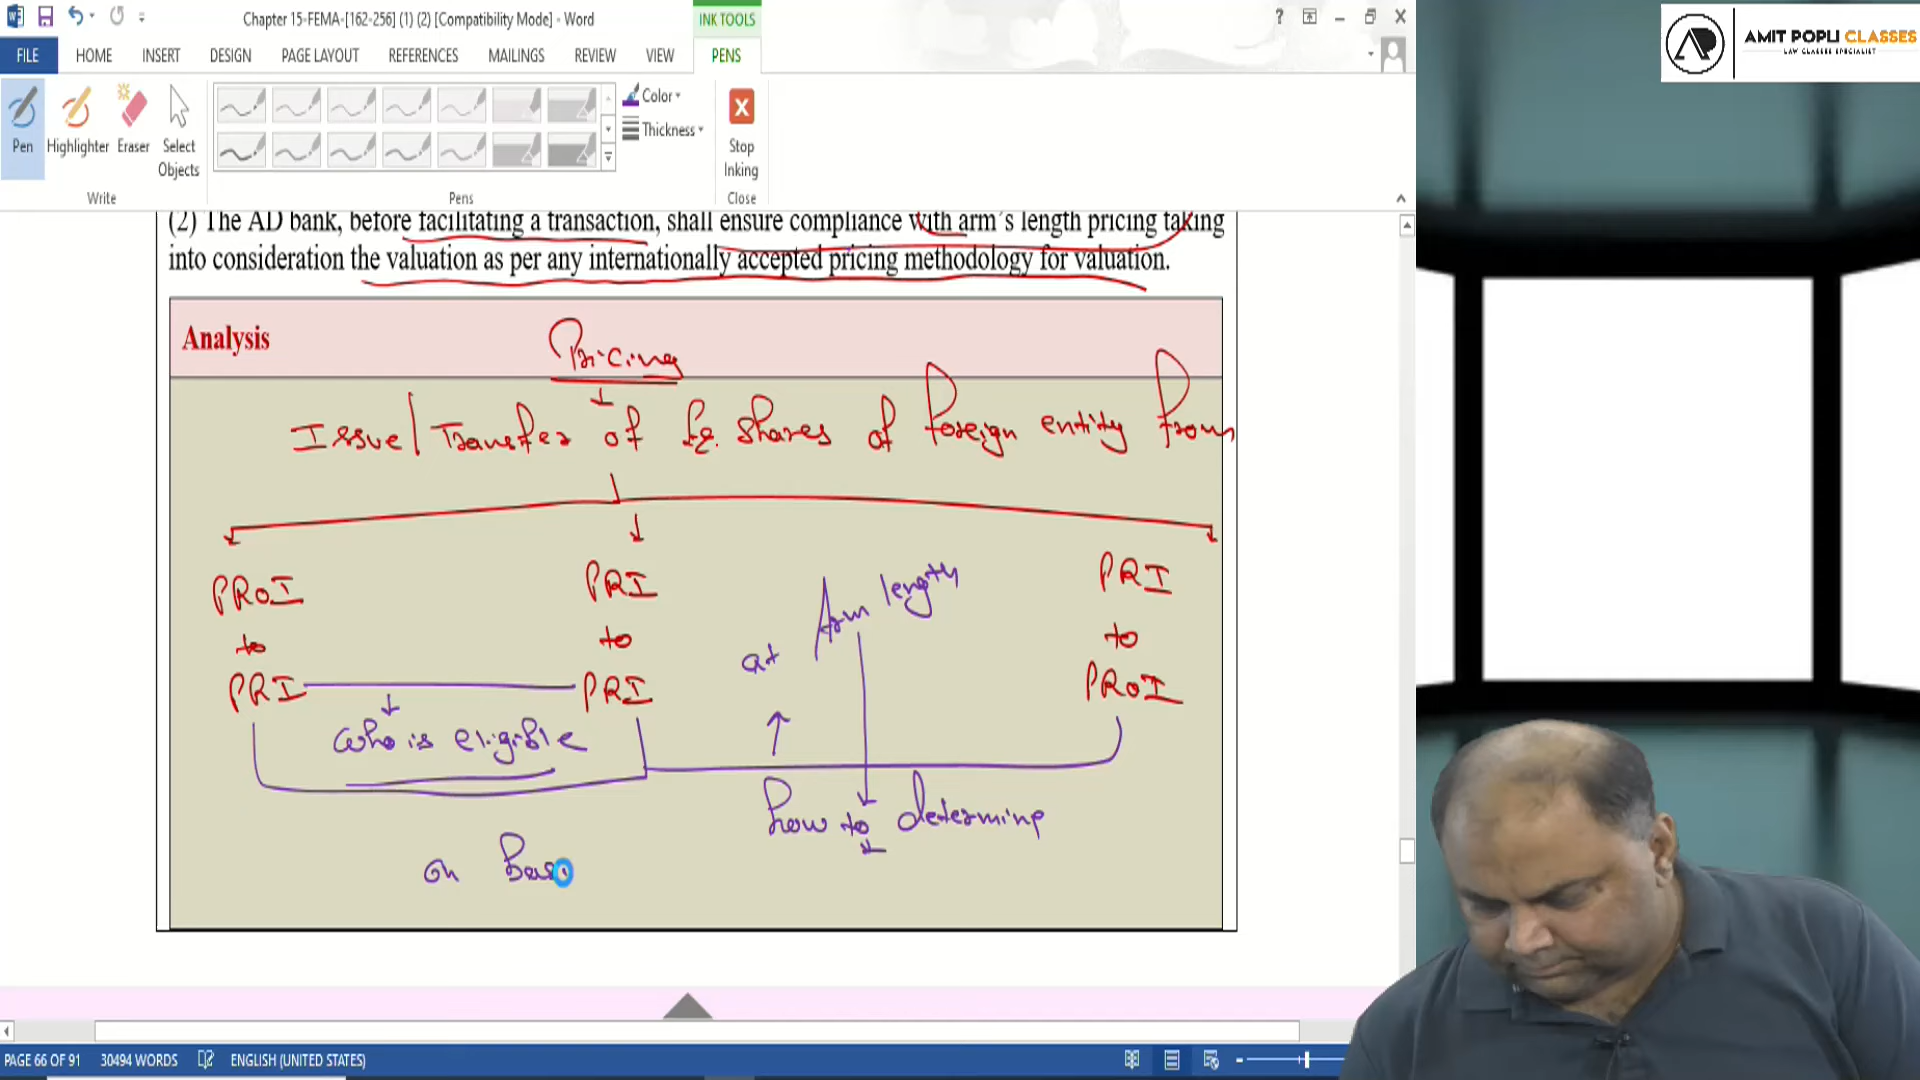 Chapter 15-FEMA-[162-256] (1) (2) [Compatibility Mode] - Word
INK TOOLS
FILE HOME INSERT DESIGN PAGE LAYOUT REFERENCES MAILINGS REVIEW VIEW PENS
AMIT POPLI CLASSES
LAW CLASSES SPECIALIST
Pen Highlighter Eraser Select Objects
Color
Thickness
Stop Inking
Write Pens Close
(2) The AD bank, before facilitating a transaction, shall ensure compliance with arm's length pricing taking
into consideration the valuation as per any internationally accepted pricing methodology for valuation.
Analysis
Pricing
Issue/Transfer of Eq. Shares of foreign entity from
PROI PRI PRI
to to to
PRI PRI PROI
at Arm length
who is eligible
how to determine
on Bas
PAGE 66 OF 91 30494 WORDS ENGLISH (UNITED STATES)